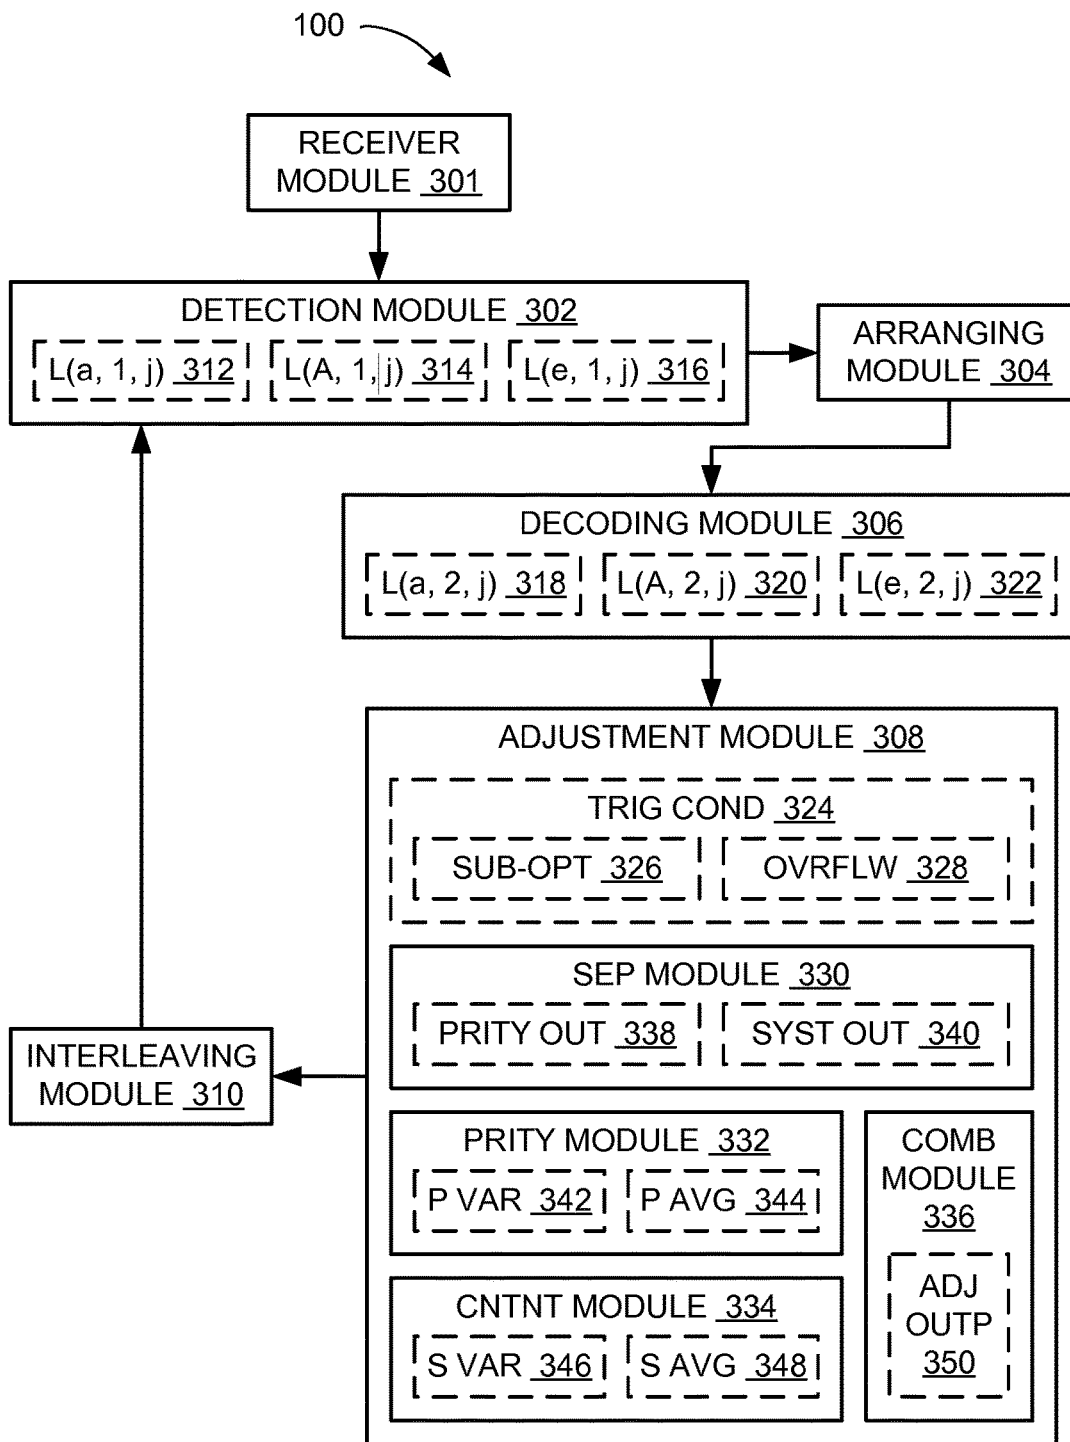 100
RECEIVER
MODULE 301
DETECTION MODULE 302
L(a, 1, j) 312
L(A, 1, j) 314
L(e, 1, j) 316
ARRANGING
MODULE 304
DECODING MODULE 306
L(a, 2, j) 318
L(A, 2, j) 320
L(e, 2, j) 322
ADJUSTMENT MODULE 308
TRIG COND 324
SUB-OPT 326
OVRFLW 328
SEP MODULE 330
PRITY OUT 338
SYST OUT 340
INTERLEAVING
MODULE 310
PRITY MODULE 332
P VAR 342
P AVG 344
COMB
MODULE
336
ADJ
OUTP
350
CNTNT MODULE 334
S VAR 346
S AVG 348